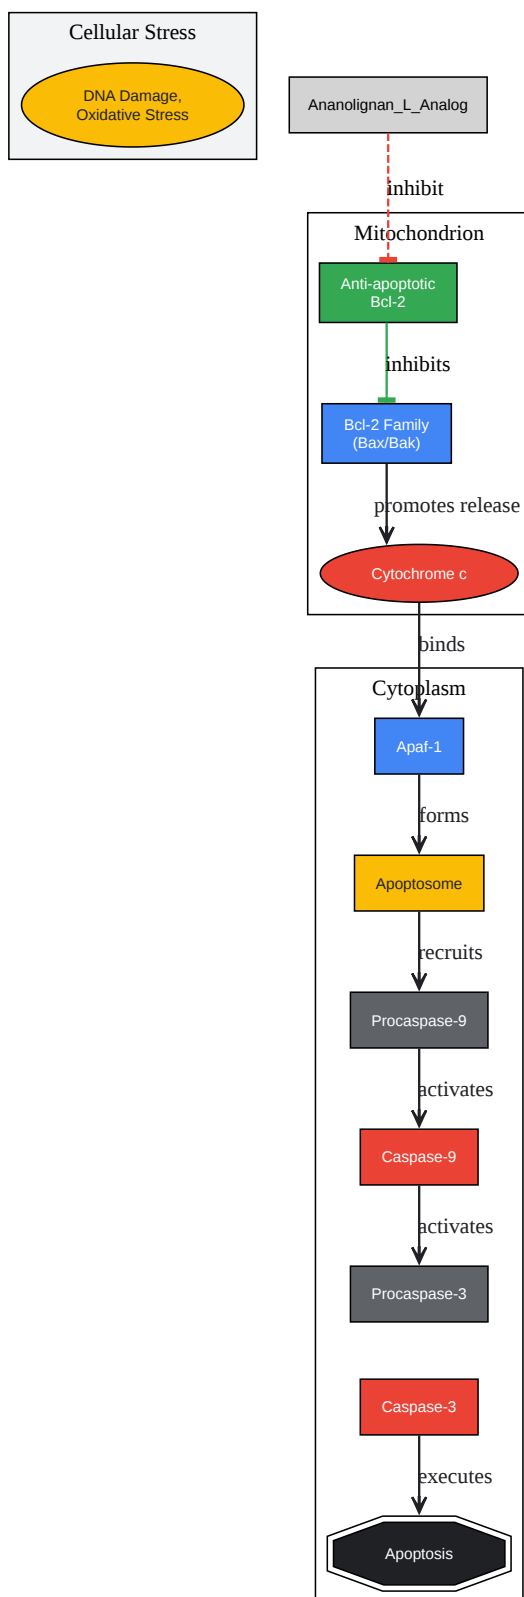 Cellular Stress
DNA Damage,
Oxidative Stress
Ananolignan_L_Analog
inhibit
Mitochondrion
Anti-apoptotic
Bcl-2
inhibits
Bcl-2 Family
(Bax/Bak)
promotes release
Cytochrome c
binds
Cytoplasm
Apaf-1
forms
Apoptosome
recruits
Procaspase-9
activates
Caspase-9
activates
Procaspase-3
Caspase-3
executes
Apoptosis